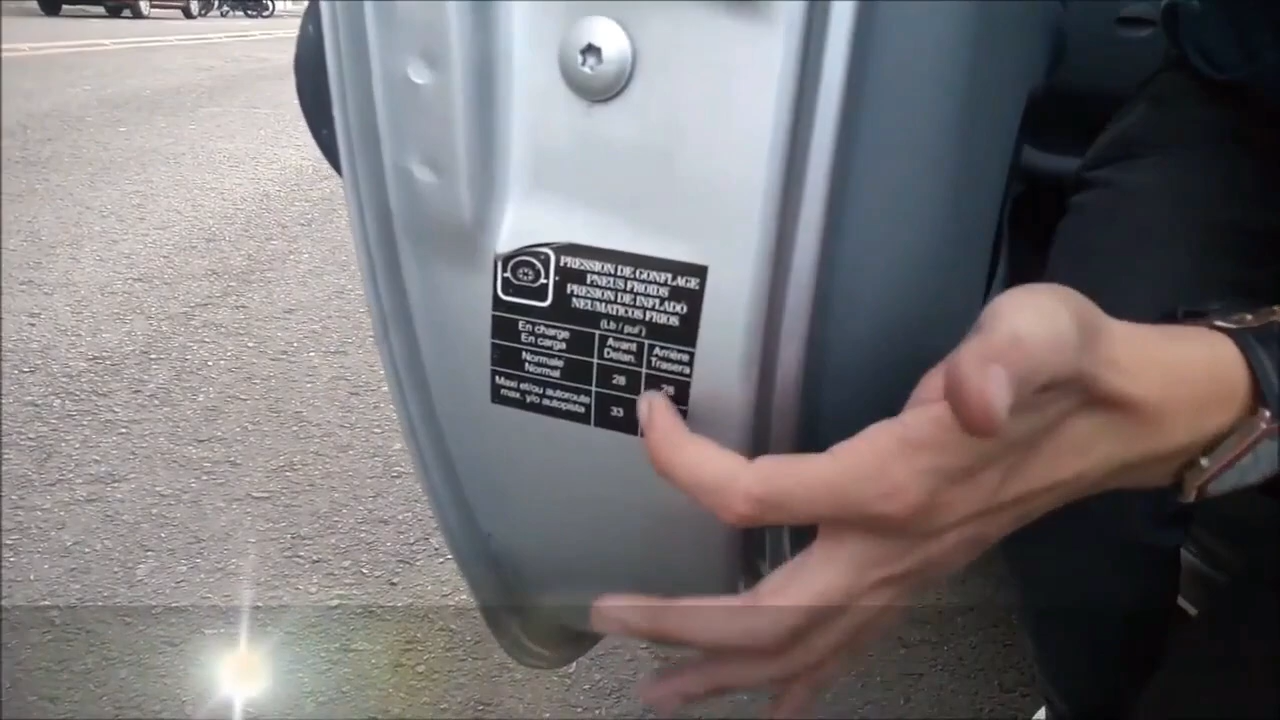 PRESSION DE GONFLAGE
PNEUS FROIDS
PRESION DE INFLADO
NEUMATICOS FRIOS
(Lb / pul²)
En charge
En carga
Avant
Delan.
Arrière
Trasera
Normale
Normal
28
28
Maxi et/ou autoroute
max. y/o autopista
33